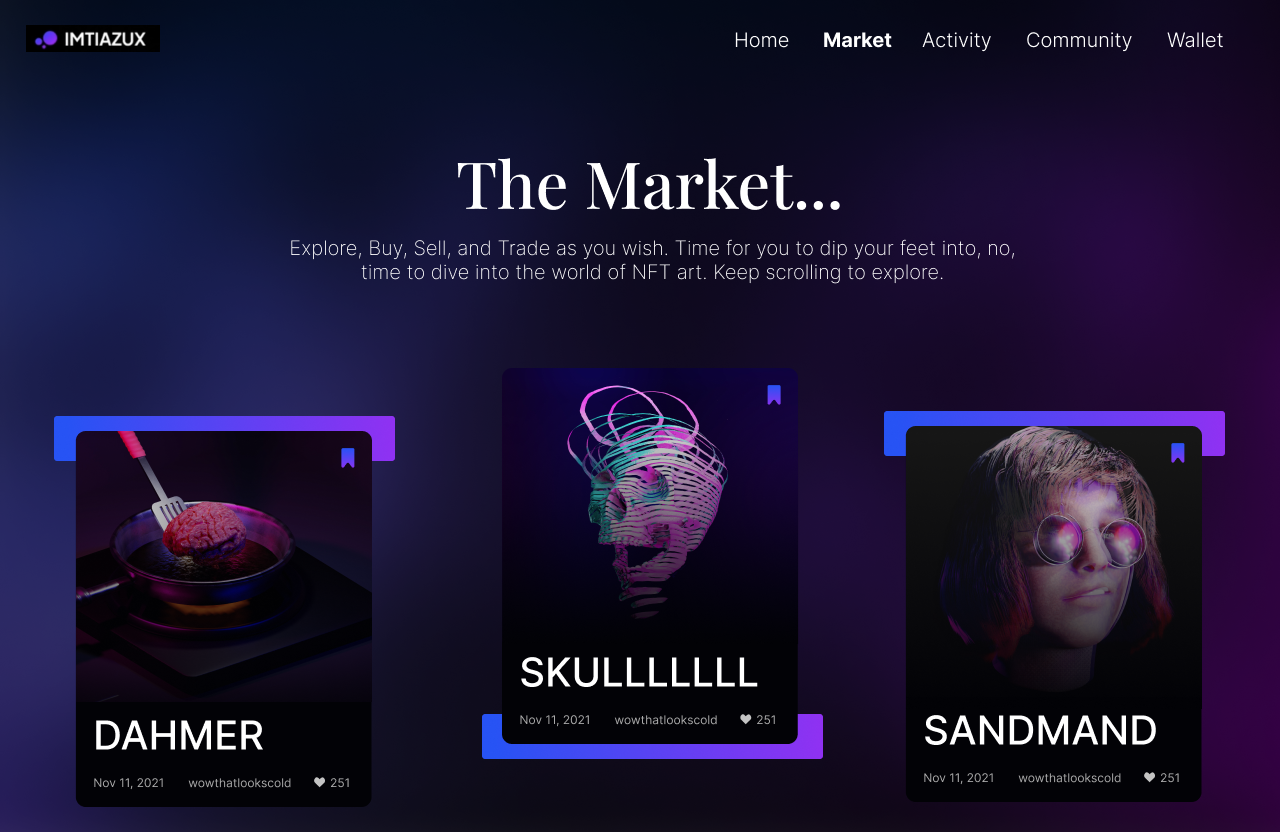 IMTIAZUX
Home Market Activity Community Wallet
The Market...
Explore, Buy, Sell, and Trade as you wish. Time for you to dip your feet into, no,
time to dive into the world of NFT art. Keep scrolling to explore.
DAHMER
Nov 11, 2021 wowthatlookscold 251
SKULLLLLLL
Nov 11, 2021 wowthatlookscold 251
SANDMAND
Nov 11, 2021 wowthatlookscold 251